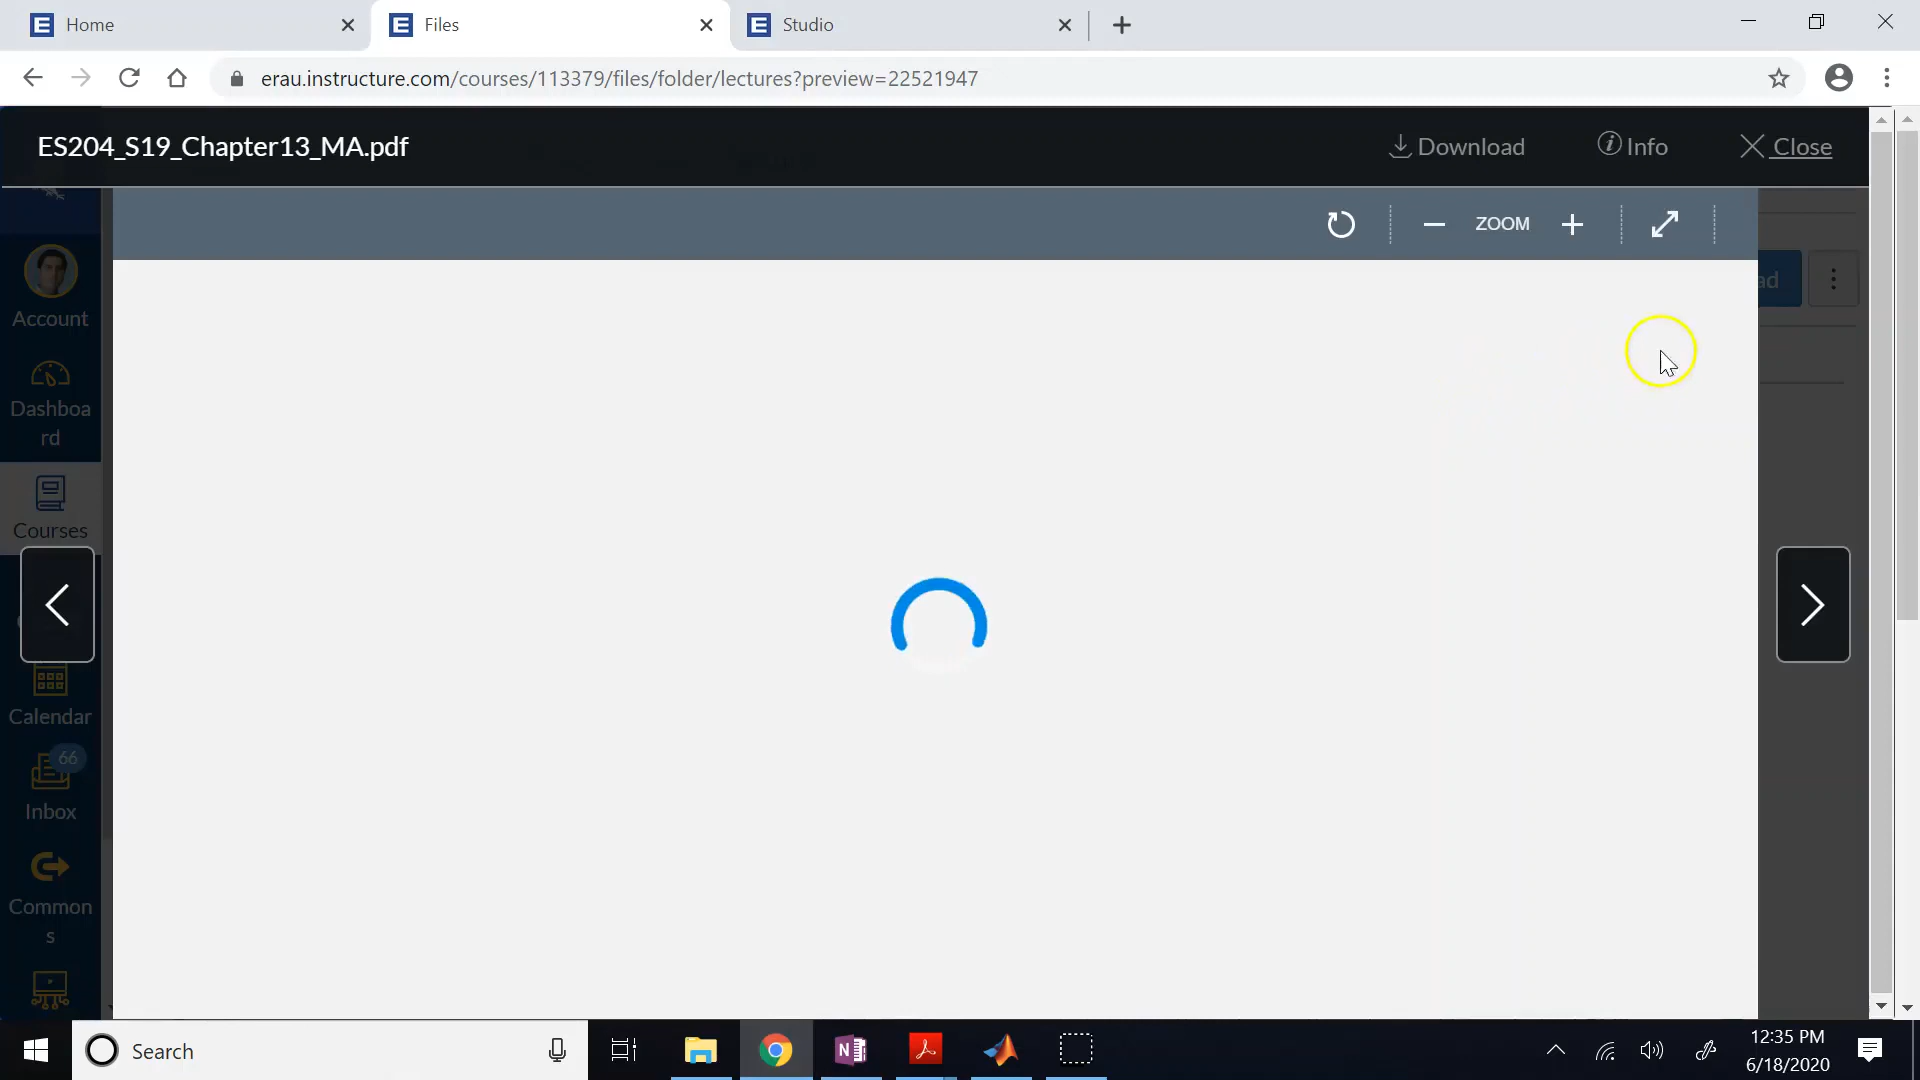 Home
Files
Studio
erau.instructure.com/courses/113379/files/folder/lectures?preview=22521947
ES204_S19_Chapter13_MA.pdf
Download
Info
Close
ZOOM
ad
Account
Dashboa
rd
Courses
Calendar
66
Inbox
Common
s
Search
12:35 PM
6/18/2020